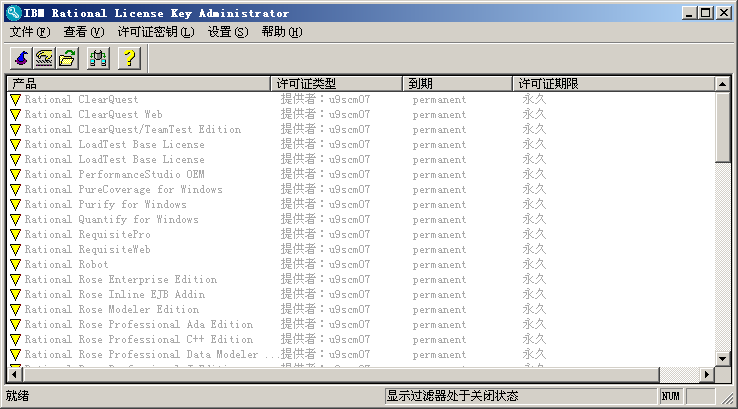 IBM Rational License Key Administrator
文件(F) 查看(V) 许可证密钥(L) 设置(S) 帮助(H)
产品 许可证类型 到期 许可证期限
Rational ClearQuest 提供者：u9scm07 permanent 永久
Rational ClearQuest Web 提供者：u9scm07 permanent 永久
Rational ClearQuest/TeamTest Edition 提供者：u9scm07 permanent 永久
Rational LoadTest Base License 提供者：u9scm07 permanent 永久
Rational LoadTest Base License 提供者：u9scm07 permanent 永久
Rational PerformanceStudio OEM 提供者：u9scm07 permanent 永久
Rational PureCoverage for Windows 提供者：u9scm07 permanent 永久
Rational Purify for Windows 提供者：u9scm07 permanent 永久
Rational Quantify for Windows 提供者：u9scm07 permanent 永久
Rational RequisitePro 提供者：u9scm07 permanent 永久
Rational RequisiteWeb 提供者：u9scm07 permanent 永久
Rational Robot 提供者：u9scm07 permanent 永久
Rational Rose Enterprise Edition 提供者：u9scm07 permanent 永久
Rational Rose Inline EJB Addin 提供者：u9scm07 permanent 永久
Rational Rose Modeler Edition 提供者：u9scm07 permanent 永久
Rational Rose Professional Ada Edition 提供者：u9scm07 permanent 永久
Rational Rose Professional C++ Edition 提供者：u9scm07 permanent 永久
Rational Rose Professional Data Modeler ... 提供者：u9scm07 permanent 永久
就绪 显示过滤器处于关闭状态 NUM